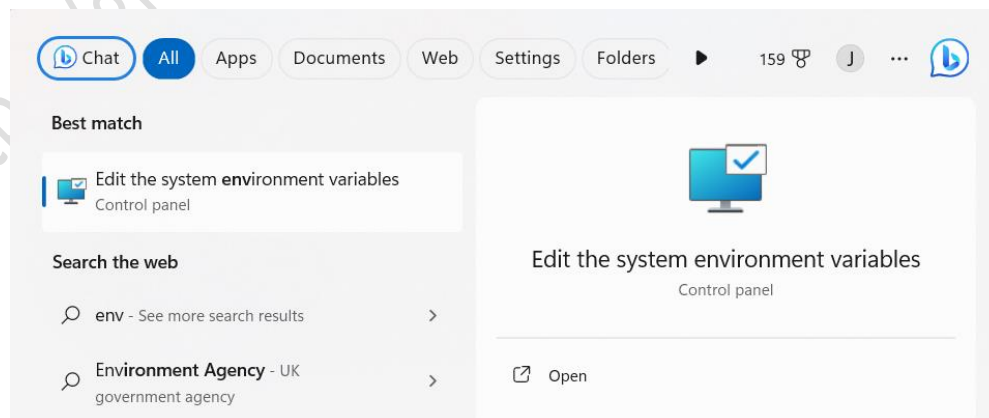 Chat All Apps Documents Web Settings Folders 159 J ...
Best match
Edit the system environment variables
Control panel
Search the web
env - See more search results
Environment Agency - UK
government agency
Edit the system environment variables
Control panel
Open